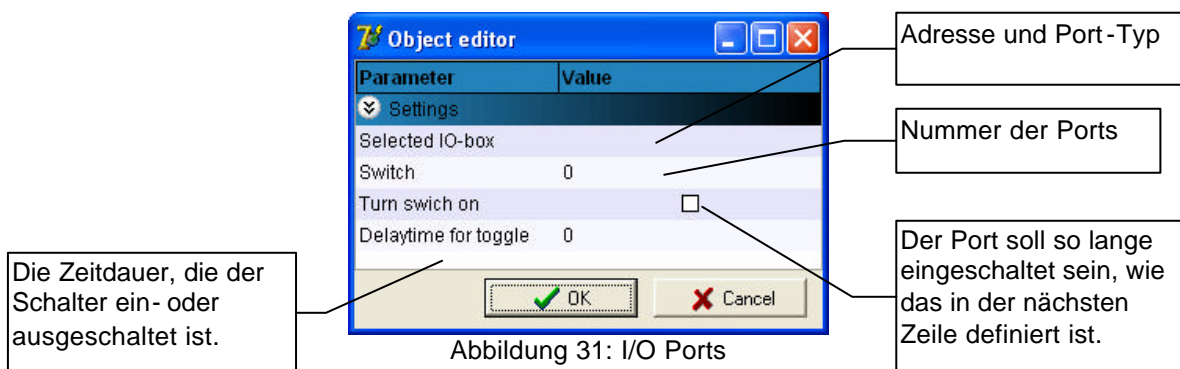 Object editor
Parameter Value
Settings
Selected IO-box
Switch 0
Turn swich on
Delaytime for toggle 0
OK Cancel
Adresse und Port-Typ
Nummer der Ports
Der Port soll so lange
eingeschaltet sein, wie
das in der nächsten
Zeile definiert ist.
Die Zeitdauer, die der
Schalter ein- oder
ausgeschaltet ist.
Abbildung 31: I/O Ports